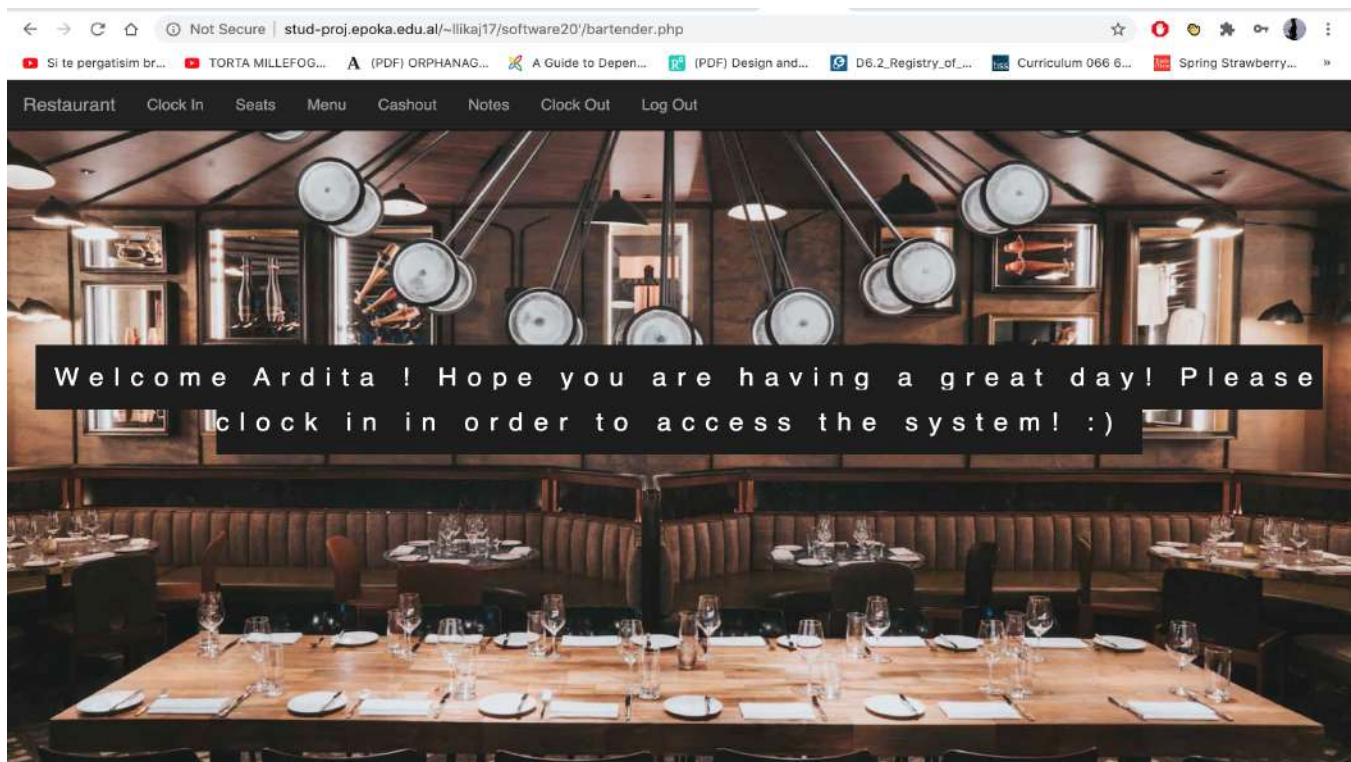 Not Secure | stud-proj.epoka.edu.al/~llikaj17/software20'/bartender.php
Si te pergatisim br... TORTA MILLEFOG... (PDF) ORPHANAG... A Guide to Depen... (PDF) Design and... D6.2_Registry_of_... Curriculum 066 6... Spring Strawberry... »
Restaurant Clock In Seats Menu Cashout Notes Clock Out Log Out
Welcome Ardita ! Hope you are having a great day! Please
clock in in order to access the system! :)